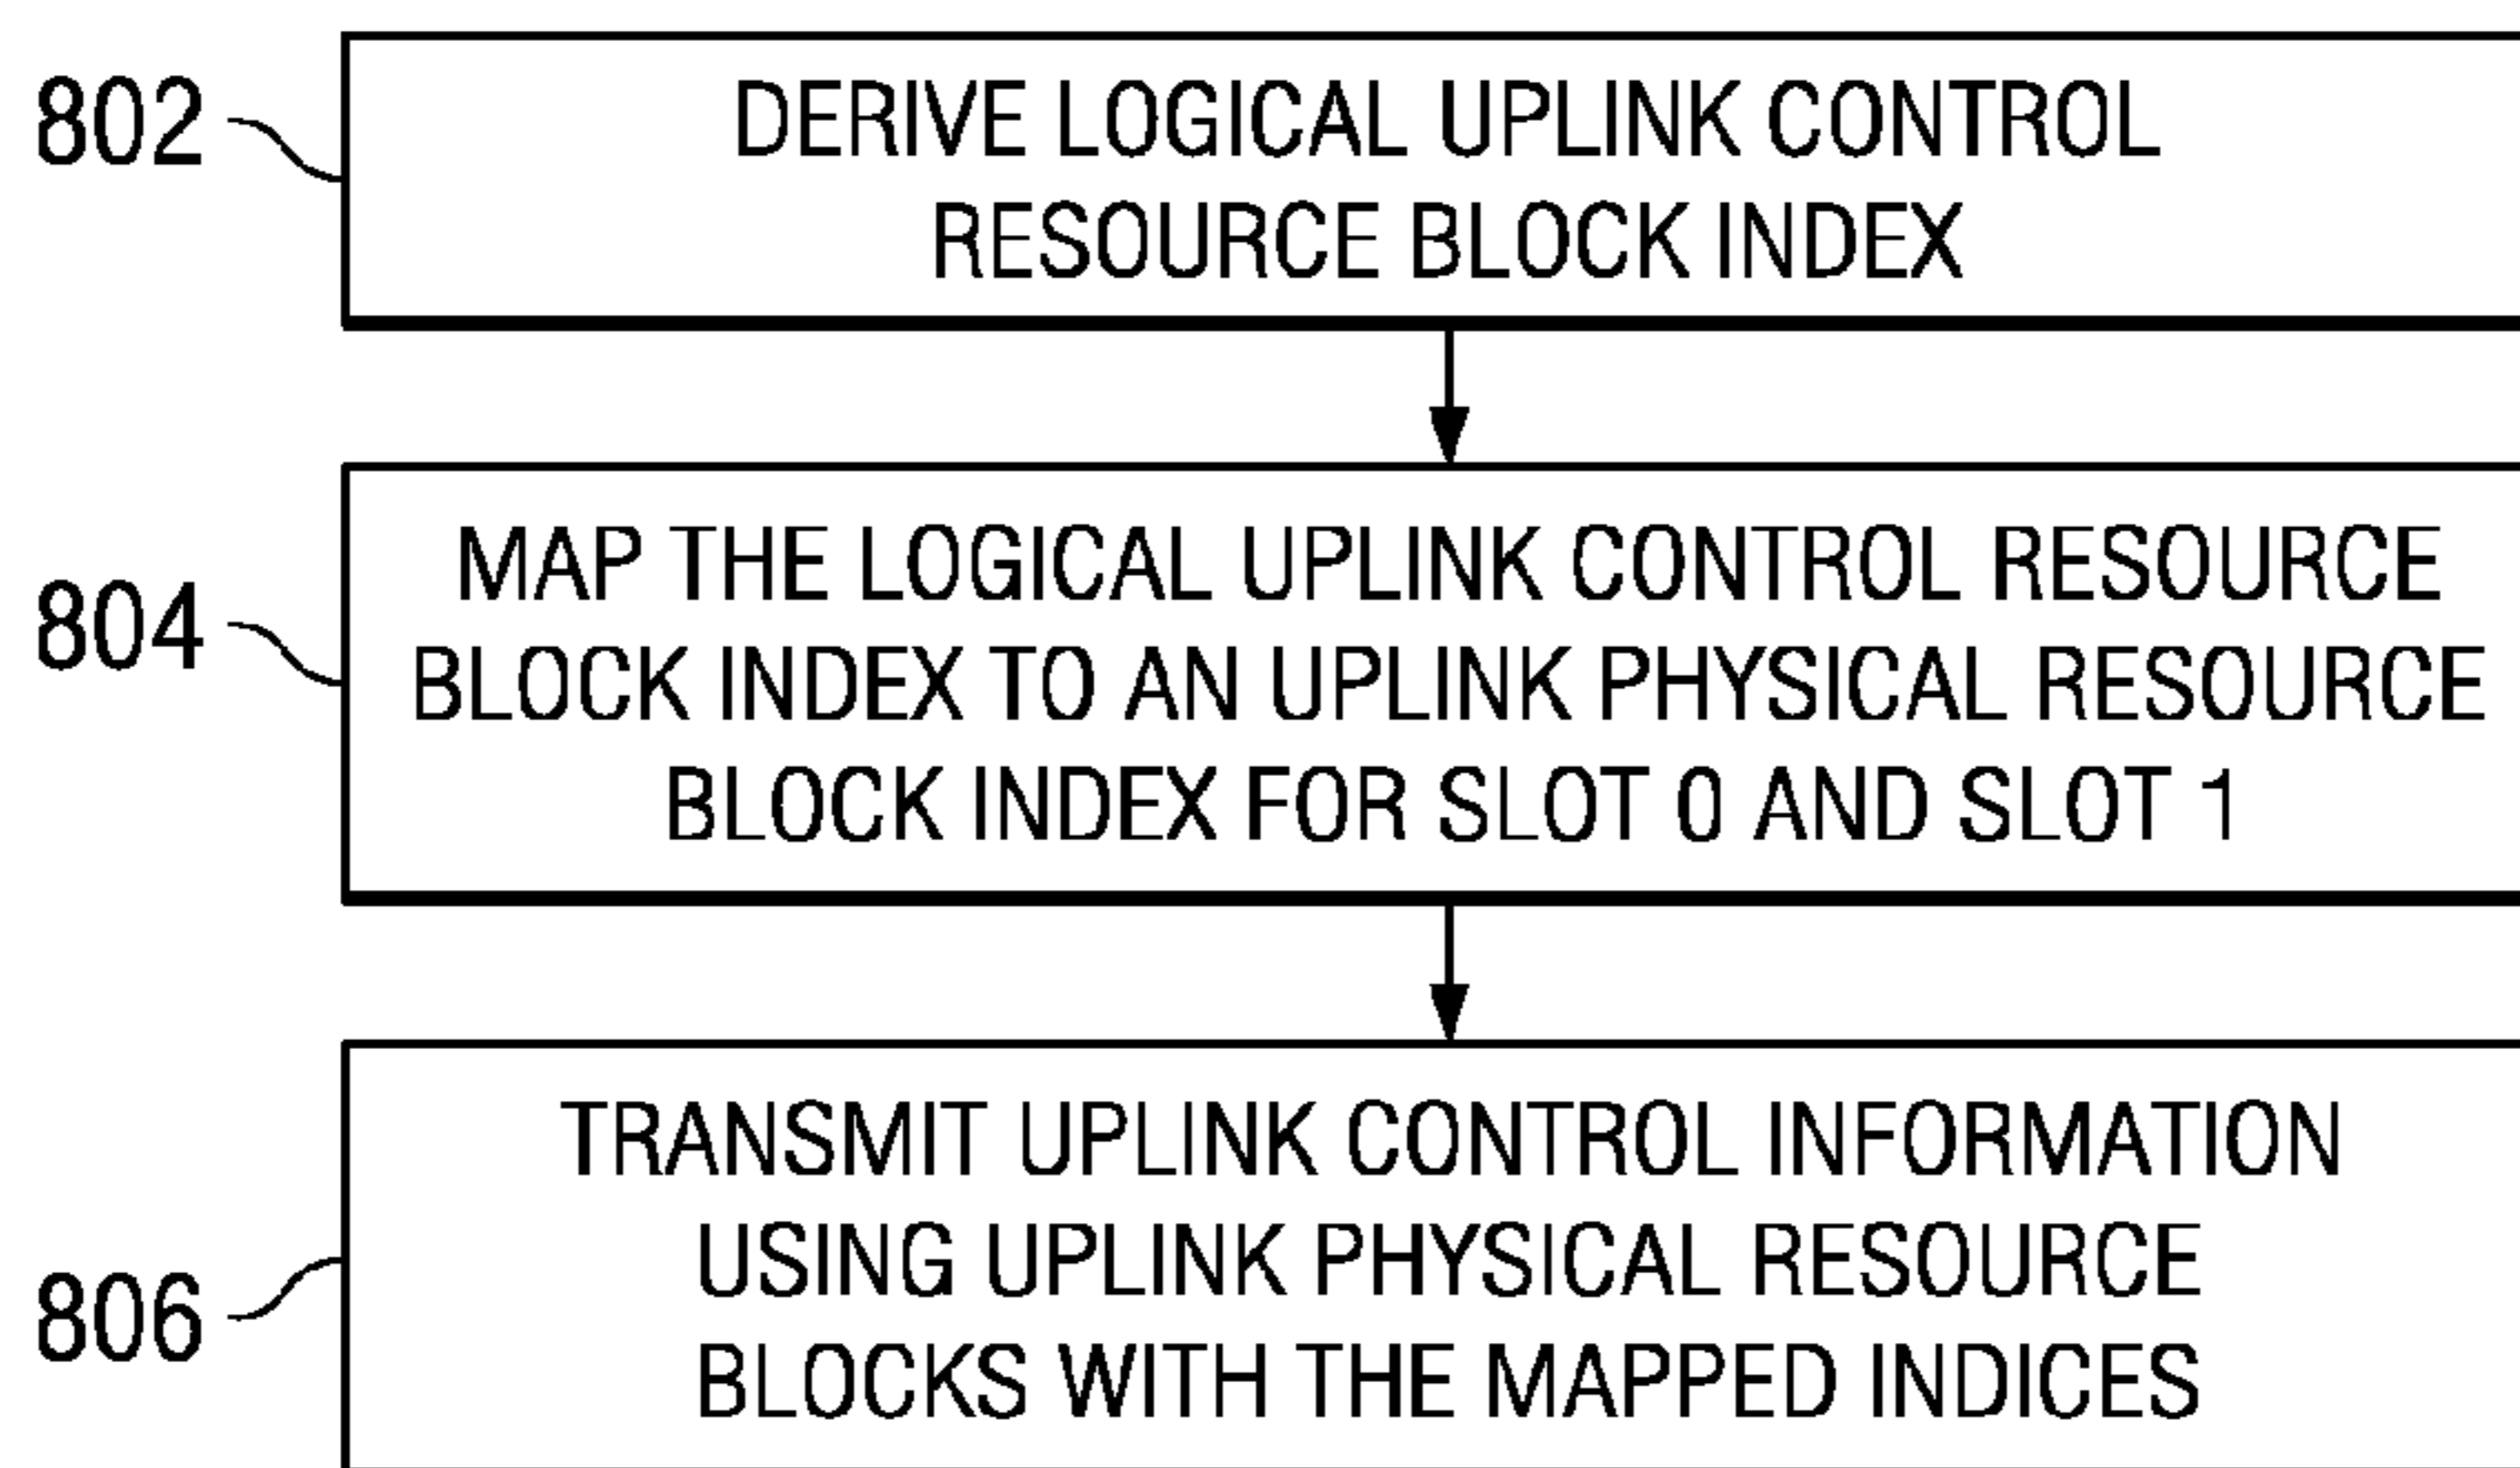 802
DERIVE LOGICAL UPLINK CONTROL
RESOURCE BLOCK INDEX
804
MAP THE LOGICAL UPLINK CONTROL RESOURCE
BLOCK INDEX TO AN UPLINK PHYSICAL RESOURCE
BLOCK INDEX FOR SLOT 0 AND SLOT 1
806
TRANSMIT UPLINK CONTROL INFORMATION
USING UPLINK PHYSICAL RESOURCE
BLOCKS WITH THE MAPPED INDICES